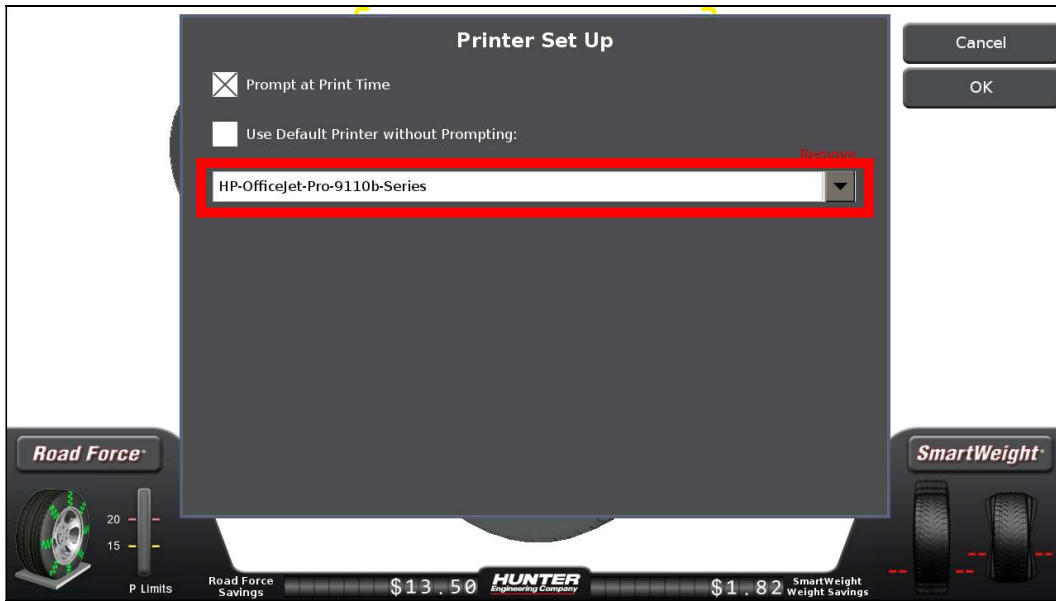 Printer Set Up
Cancel
OK
Prompt at Print Time
Use Default Printer without Prompting:
Remove
HP-OfficeJet-Pro-9110b-Series
Road Force
SmartWeight
20
15
P Limits
Road Force
Savings
$13.50
HUNTER
Engineering Company
$1.82
SmartWeight
Weight Savings